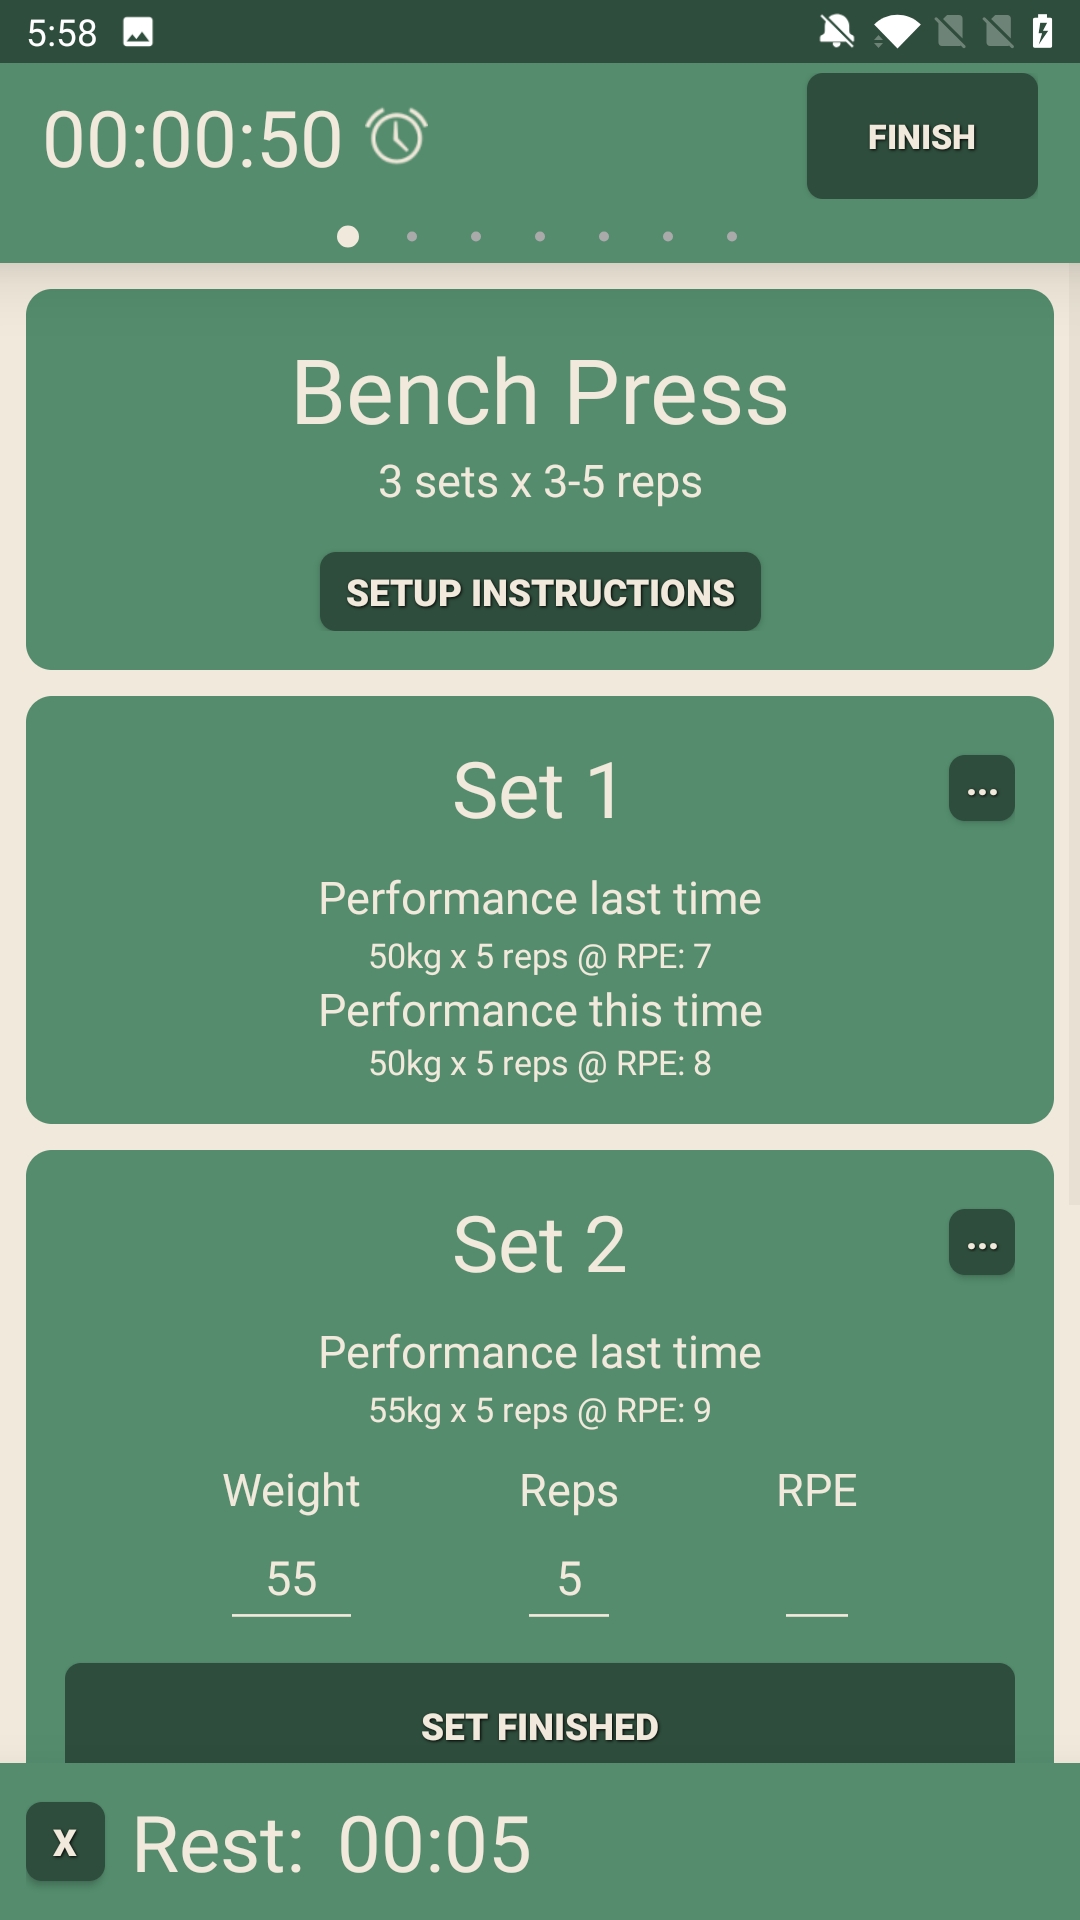 5:58
00:00:50
FINISH
Bench Press
3 sets x 3-5 reps
SETUP INSTRUCTIONS
Set 1
...
Performance last time
50kg x 5 reps @ RPE: 7
Performance this time
50kg x 5 reps @ RPE: 8
Set 2
...
Performance last time
55kg x 5 reps @ RPE: 9
Weight Reps RPE
55 5
SET FINISHED
X Rest: 00:05